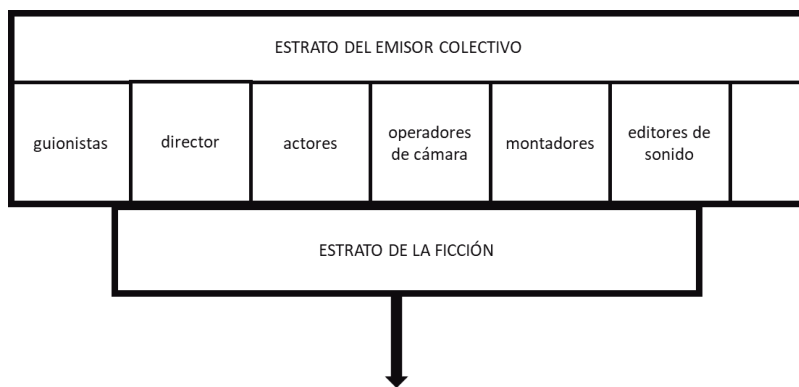 ESTRATO DEL EMISOR COLECTIVO
guionistas
director
actores
operadores
de cámara
montadores
editores de
sonido
ESTRATO DE LA FICCIÓN